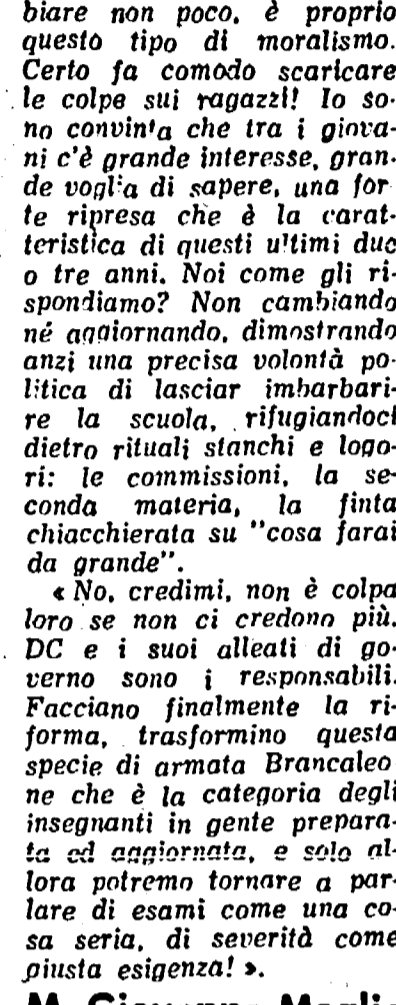 biare non poco, è proprio
questo tipo di moralismo.
Certo fa comodo scaricare
le colpe sui ragazzi! Io so-
no convinta che tra i giova-
ni c'è grande interesse, gran-
de voglia di sapere, una for
te ripresa che è la carat-
teristica di questi ultimi due
o tre anni. Noi come gli ri-
spondiamo? Non cambiando
né aggiornando, dimostrando
anzi una precisa volontà po-
litica di lasciar imbarbari-
re la scuola, rifugiandoci
dietro rituali stanchi e logo-
ri: le commissioni, la se-
conda materia, la finta
chiacchierata su "cosa farai
da grande".
« No, credimi, non è colpa
loro se non ci credono più.
DC e i suoi alleati di go-
verno sono i responsabili.
Facciano finalmente la ri-
forma, trasformino questa
specie di armata Brancaleo
ne che è la categoria degli
insegnanti in gente prepara-
ta ed aggiornata, e solo al-
lora potremo tornare a par-
lare di esami come una co-
sa seria, di severità come
giusta esigenza! ».
M. Giovanna Maglie